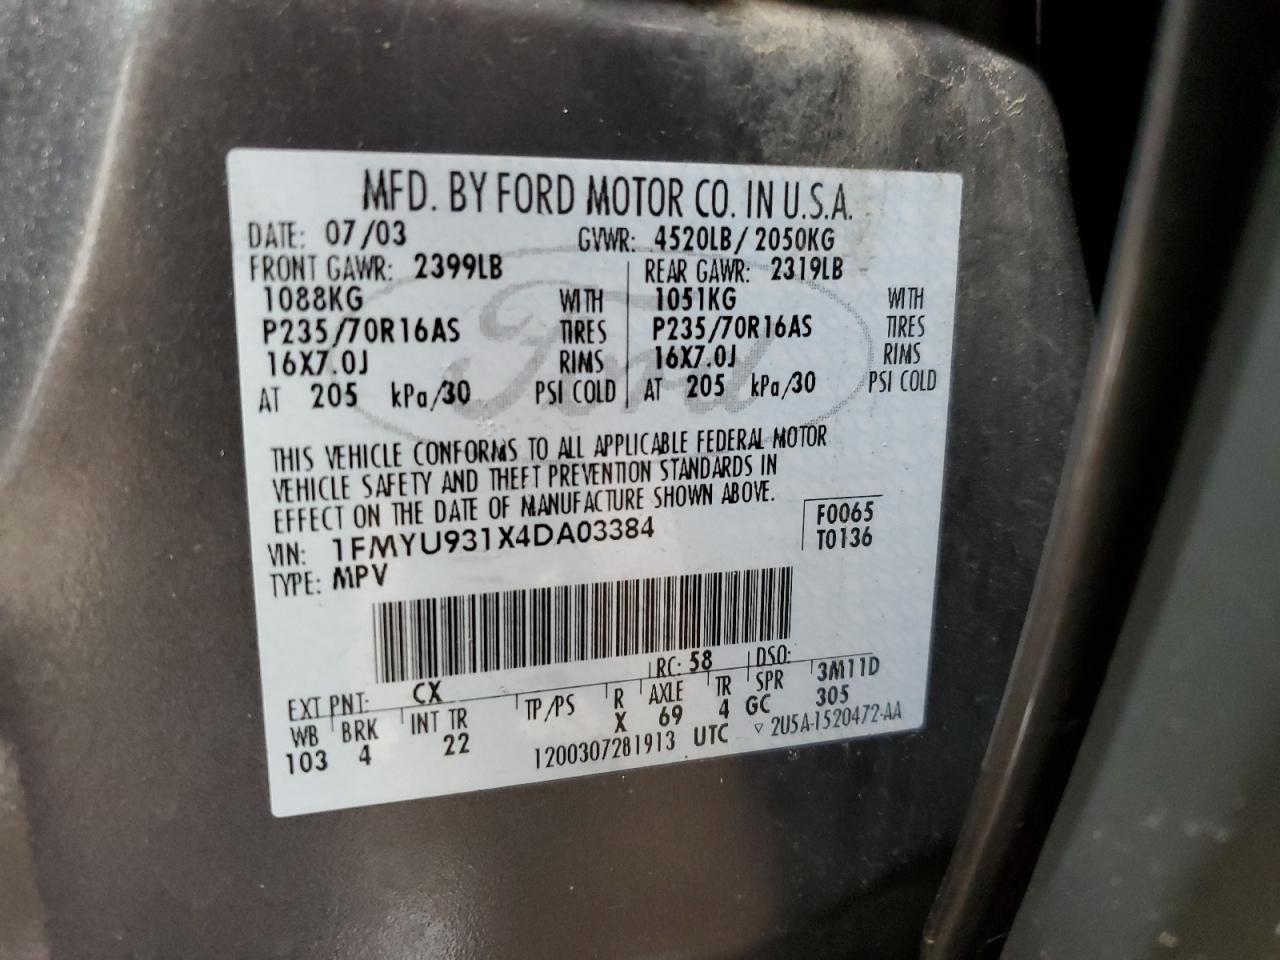 MFD. BY FORD MOTOR CO. IN U.S.A.
DATE: 07/03 GVWR: 4520LB/2050KG
FRONT GAWR: 2399LB REAR GAWR: 2319LB
1088KG WITH 1051KG WITH
P235/70R16AS TIRES P235/70R16AS TIRES
16X7.0J RIMS 16X7.0J RIMS
AT 205 kPa/30 PSI COLD AT 205 kPa/30 PSI COLD
Ford
THIS VEHICLE CONFORMS TO ALL APPLICABLE FEDERAL MOTOR
VEHICLE SAFETY AND THEFT PREVENTION STANDARDS IN
EFFECT ON THE DATE OF MANUFACTURE SHOWN ABOVE.
VIN: 1FMYU931X4DA03384 F0065
TYPE: MPV T0136
EXT PNT: CX RC: 58 DSO:
WB BRK INT TR TP/PS R AXLE TR SPR 3M11D
103 4 22 X 69 4 GC 305
1200307281913 UTC ▽ 2U5A-1520472-AA